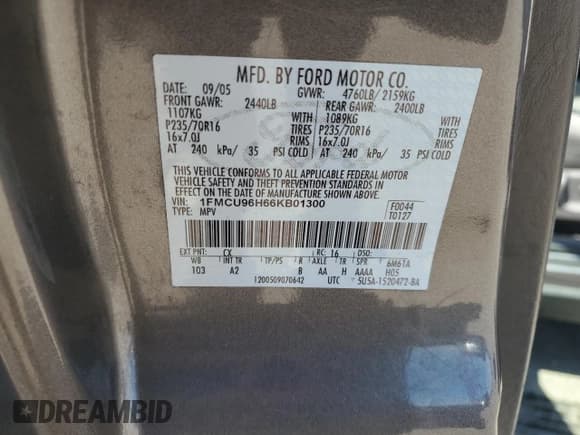 MFD. BY FORD MOTOR CO.
DATE: 09/05 GVWR: 4760LB/ 2159KG
FRONT GAWR: 2440LB REAR GAWR: 2400LB
1107KG WITH 1089KG WITH
P235/70R16 TIRES P235/70R16 TIRES
16x7.0J RIMS 16x7.0J RIMS
AT 240 kPa/ 35 PSI COLD AT 240 kPa/ 35 PSI COLD
THIS VEHICLE CONFORMS TO ALL APPLICABLE FEDERAL MOTOR
VEHICLE SAFETY AND THEFT PREVENTION STANDARDS IN
EFFECT ON THE DATE OF MANUFACTURE SHOWN ABOVE.
VIN: 1FMCU96H66KB01300 F0044
TYPE: MPV T0127
EXT PNT: CX RC: 16 DSO:
WB INT TR TP/PS R AXLE TR SPR 6M6TA
103 A2 B AA H AAAA H05
1200509070642 UTC 5U5A-1520472-BA
DREAMBID